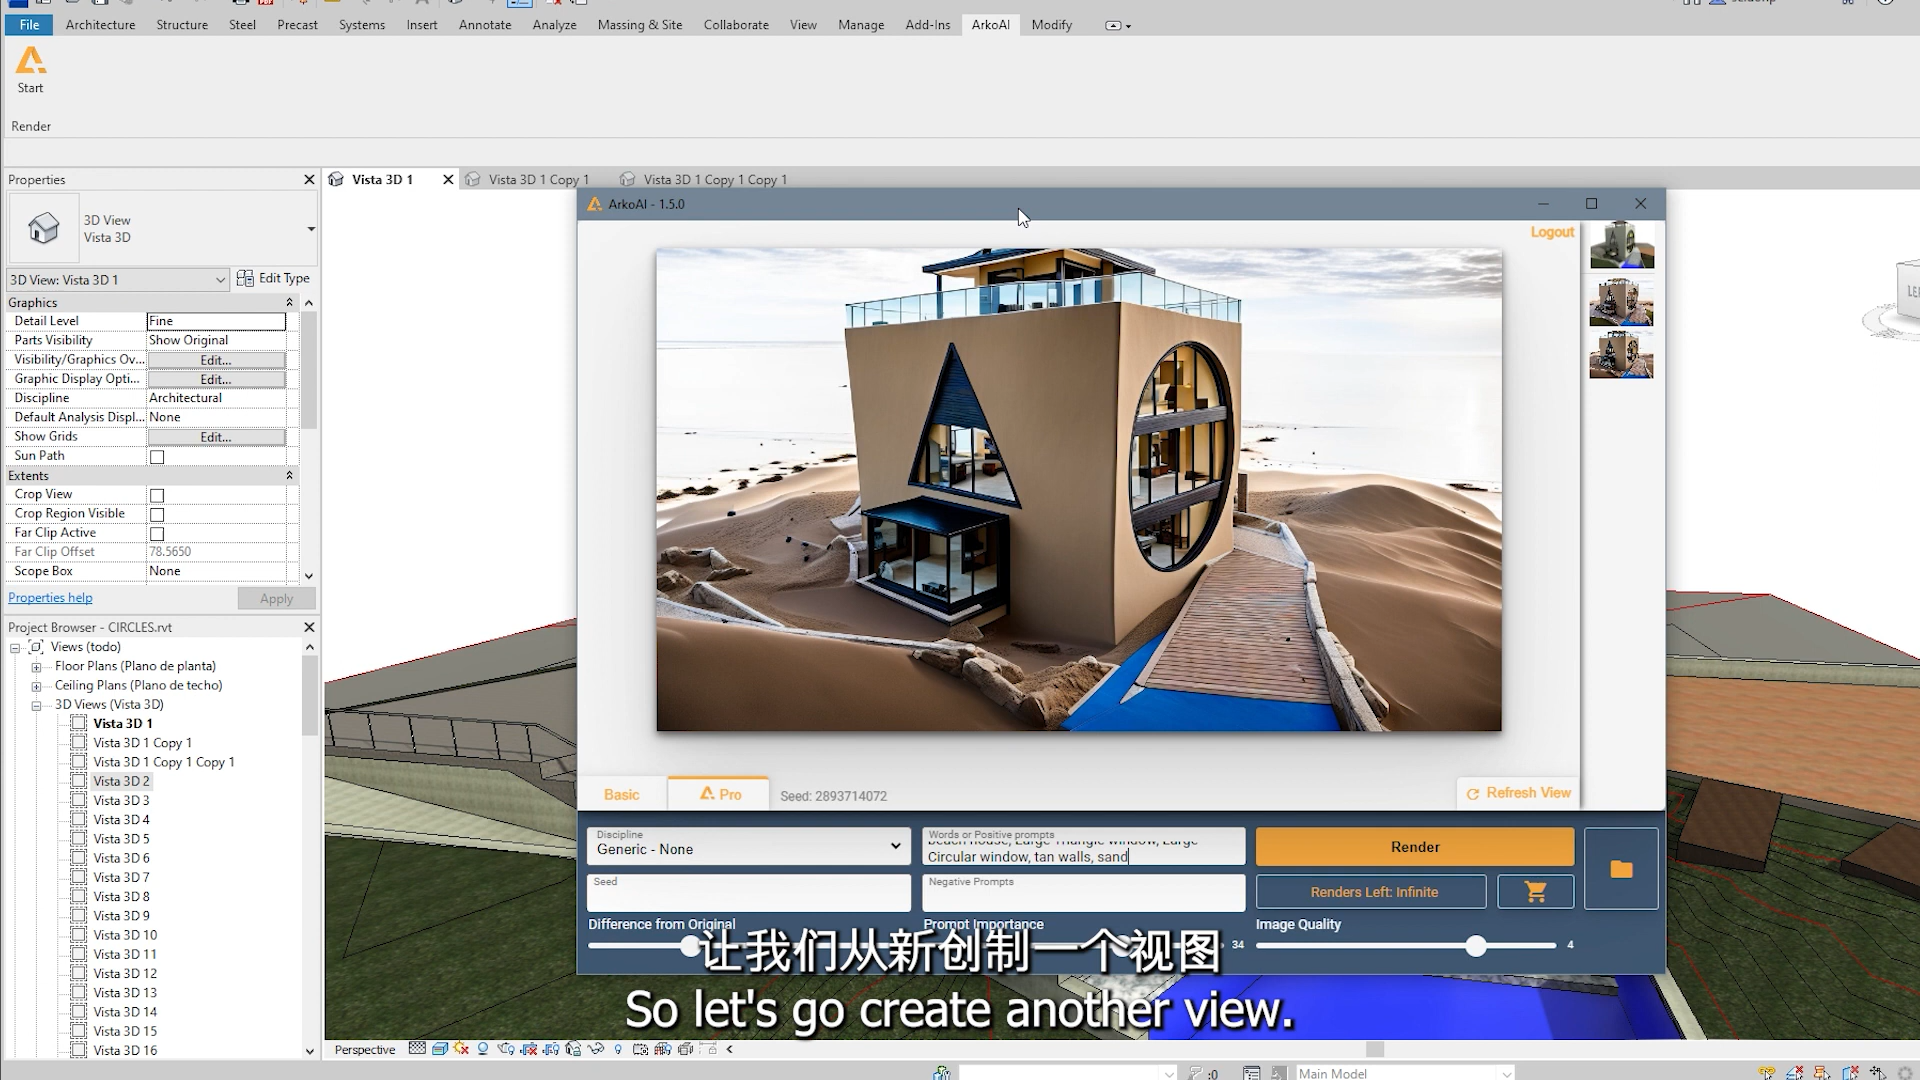 File Architecture Structure Steel Precast Systems Insert Annotate Analyze Massing & Site Collaborate View Manage Add-Ins ArkoAI Modify
Start
Render
Properties
Vista 3D 1
Vista 3D 1 Copy 1
Vista 3D 1 Copy 1 Copy 1
3D View
Vista 3D
3D View: Vista 3D 1
Edit Type
Graphics
Detail Level Fine
Parts Visibility Show Original
Visibility/Graphics Ov... Edit...
Graphic Display Opti... Edit...
Discipline Architectural
Default Analysis Displ... None
Show Grids Edit...
Sun Path
Extents
Crop View
Crop Region Visible
Far Clip Active
Far Clip Offset 78.5650
Scope Box None
Properties help
Apply
Project Browser - CIRCLES.rvt
Views (todo)
Floor Plans (Plano de planta)
Ceiling Plans (Plano de techo)
3D Views (Vista 3D)
Vista 3D 1
Vista 3D 1 Copy 1
Vista 3D 1 Copy 1 Copy 1
Vista 3D 2
Vista 3D 3
Vista 3D 4
Vista 3D 5
Vista 3D 6
Vista 3D 7
Vista 3D 8
Vista 3D 9
Vista 3D 10
Vista 3D 11
Vista 3D 12
Vista 3D 13
Vista 3D 14
Vista 3D 15
Vista 3D 16
ArkoAI - 1.5.0
Logout
Basic
Pro
Seed: 2893714072
Refresh View
Discipline
Generic - None
Words or Positive prompts
Beach house, Large Triangle window, Large
Circular window, tan walls, sand
Render
Seed
Negative Prompts
Renders Left: Infinite
Difference from Original
Prompt Importance
34
Image Quality
4
让我们从新创制一个视图
So let's go create another view.
Perspective
:0
Main Model